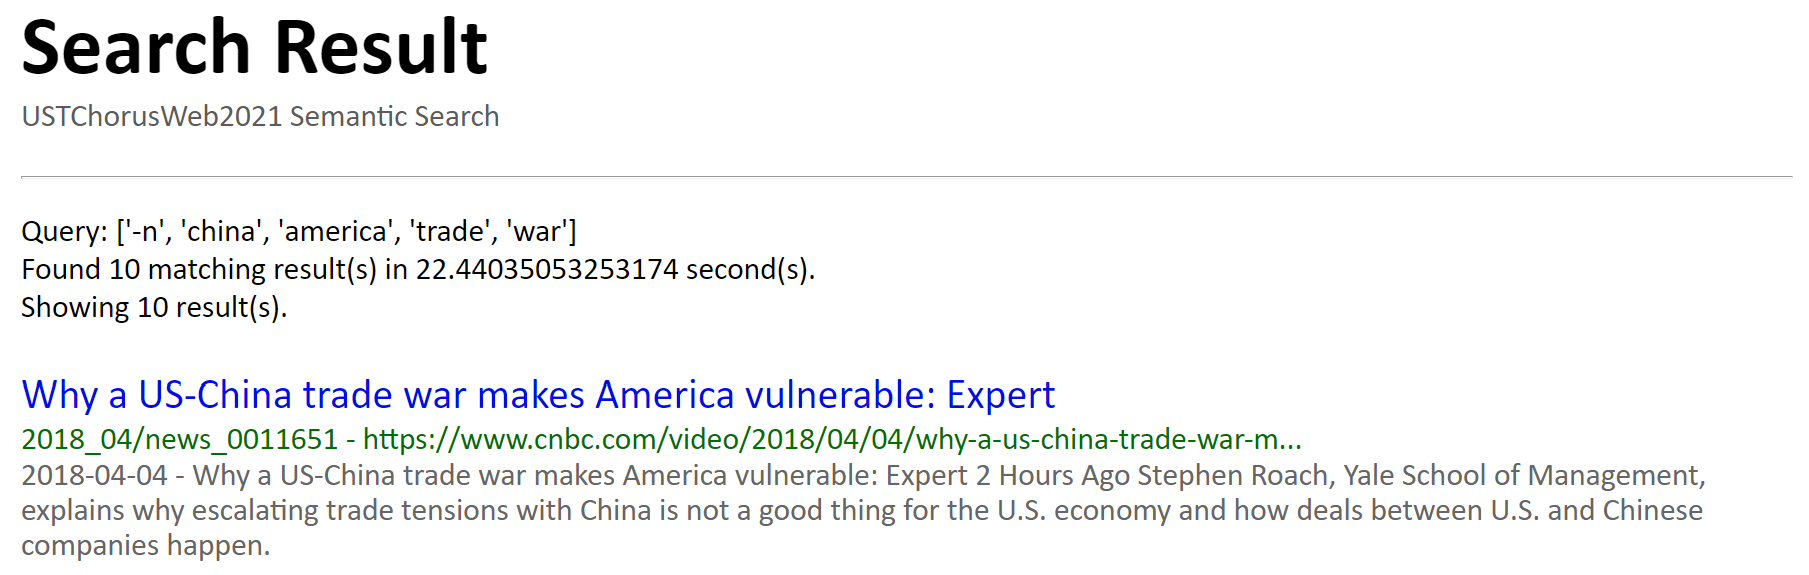 Search Result
USTChorusWeb2021 Semantic Search
Query: ['-n', 'china', 'america', 'trade', 'war']
Found 10 matching result(s) in 22.44035053253174 second(s).
Showing 10 result(s).
Why a US-China trade war makes America vulnerable: Expert
2018_04/news_0011651 - https://www.cnbc.com/video/2018/04/04/why-a-us-china-trade-war-m...
2018-04-04 - Why a US-China trade war makes America vulnerable: Expert 2 Hours Ago Stephen Roach, Yale School of Management,
explains why escalating trade tensions with China is not a good thing for the U.S. economy and how deals between U.S. and Chinese
companies happen.